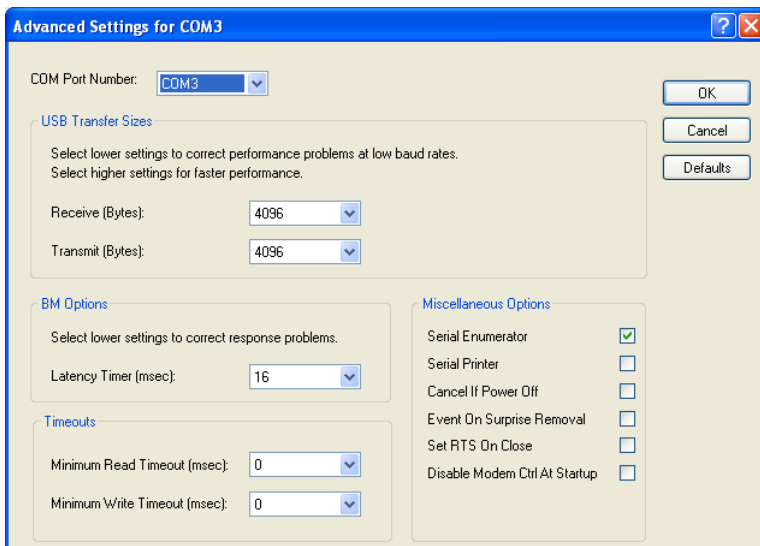 Advanced Settings for COM3
COM Port Number: COM3
OK
Cancel
Defaults
USB Transfer Sizes
Select lower settings to correct performance problems at low baud rates.
Select higher settings for faster performance.
Receive (Bytes): 4096
Transmit (Bytes): 4096
BM Options
Select lower settings to correct response problems.
Latency Timer (msec): 16
Timeouts
Minimum Read Timeout (msec): 0
Minimum Write Timeout (msec): 0
Miscellaneous Options
Serial Enumerator
Serial Printer
Cancel If Power Off
Event On Surprise Removal
Set RTS On Close
Disable Modem Ctrl At Startup